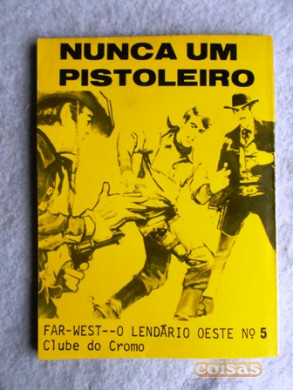 NUNCA UM
PISTOLEIRO
FAR-WEST--O LENDÁRIO OESTE Nº 5
Clube do Cromo
coisas